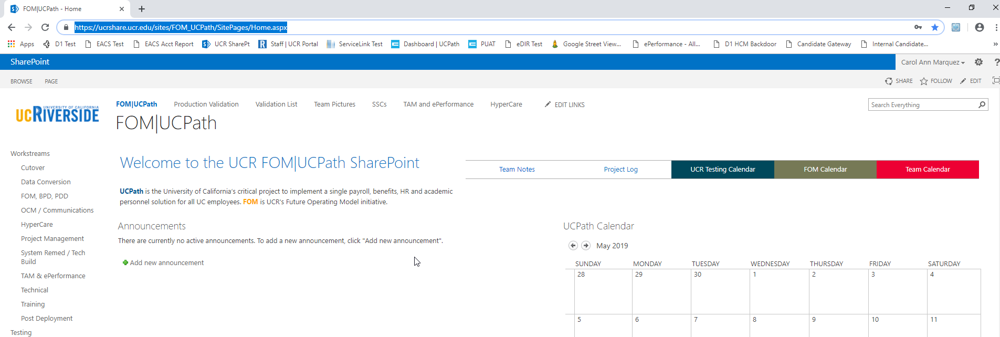 FOM|UCPath - Home
https://ucrshare.ucr.edu/sites/FOM_UCPath/SitePages/Home.aspx
Apps D1 Test EACS Test EACS Acct Report UCR SharePt Staff | UCR Portal ServiceLink Test Dashboard | UCPath PUAT eDIR Test Google Street View... ePerformance - All... D1 HCM Backdoor Candidate Gateway Internal Candidate... »
SharePoint Carol Ann Marquez ?
BROWSE PAGE SHARE FOLLOW EDIT
UNIVERSITY OF CALIFORNIA
UCRIVERSIDE
FOM|UCPath Production Validation Validation List Team Pictures SSCs TAM and ePerformance HyperCare EDIT LINKS
Search Everything
FOM|UCPath
Workstreams
Cutover
Data Conversion
FOM, BPD, PDD
OCM / Communications
HyperCare
Project Management
System Remed / Tech
Build
TAM & ePerformance
Technical
Training
Post Deployment
Testing
Welcome to the UCR FOM|UCPath SharePoint
UCPath is the University of California's critical project to implement a single payroll, benefits, HR and academic
personnel solution for all UC employees. FOM is UCR's Future Operating Model initiative.
Announcements
There are currently no active announcements. To add a new announcement, click "Add new announcement".
Add new announcement
Team Notes Project Log UCR Testing Calendar FOM Calendar Team Calendar
UCPath Calendar
May 2019
SUNDAY MONDAY TUESDAY WEDNESDAY THURSDAY FRIDAY SATURDAY
28 29 30 1 2 3 4
5 6 7 8 9 10 11